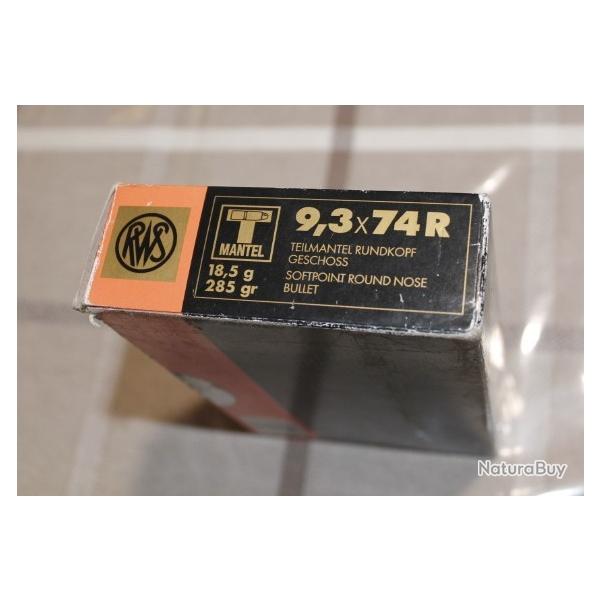 RWS
T
MANTEL
18,5 g
285 gr
9,3x74R
TEILMANTEL RUNDKOPF
GESCHOSS
SOFTPOINT ROUND NOSE
BULLET
NaturaBuy